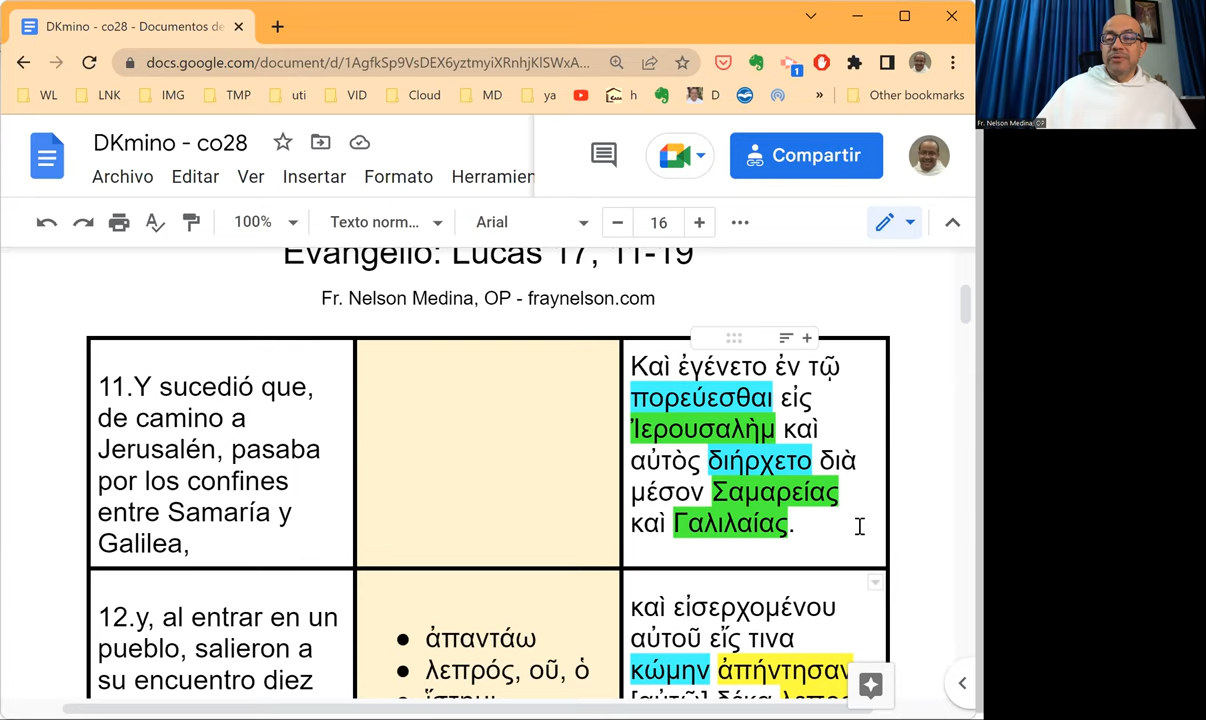 DKmino - co28 - Documentos de
docs.google.com/document/d/1AgfkSp9VsDEX6yztmyiXRnhjKlSWxA...
1
WL LNK IMG TMP uti VID Cloud MD ya h D » Other bookmarks
Fr. Nelson Medina, OP
DKmino - co28
Archivo Editar Ver Insertar Formato Herramien
Compartir
100% Texto norm... Arial 16
Evangelio: Lucas 17, 11-19
Fr. Nelson Medina, OP - fraynelson.com
11.Y sucedió que,
de camino a
Jerusalén, pasaba
por los confines
entre Samaría y
Galilea,
Καὶ ἐγένετο ἐν τῷ
πορεύεσθαι εἰς
Ἰερουσαλὴμ καὶ
αὐτὸς διήρχετο διὰ
μέσον Σαμαρείας
καὶ Γαλιλαίας.
12.y, al entrar en un
pueblo, salieron a
su encuentro diez
● ἀπαντάω
● λεπρός, οῦ, ὁ
καὶ εἰσερχομένου
αὐτοῦ εἴς τινα
κώμην ἀπήντησαν